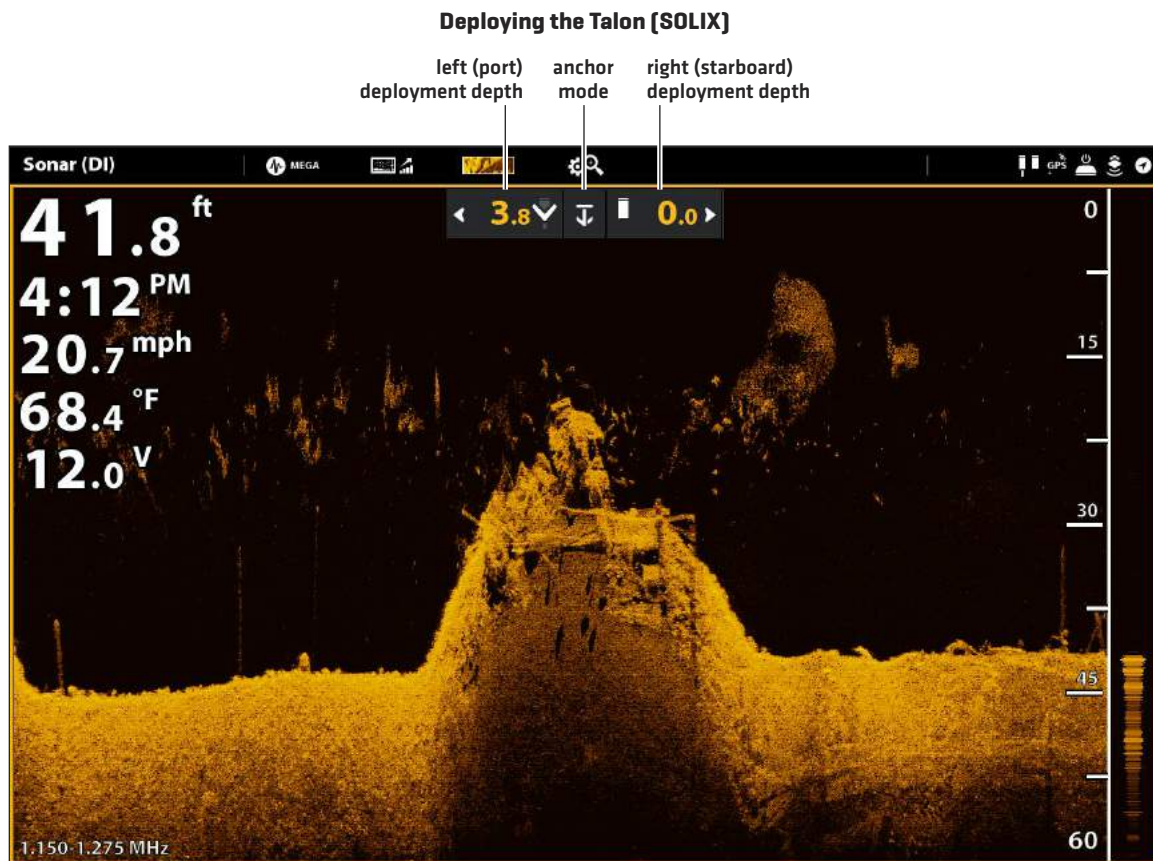 Deploying the Talon (SOLIX)
left (port)
deployment depth
anchor
mode
right (starboard)
deployment depth
Sonar (DI)
MEGA
GPS
41.8 ft
4:12 PM
20.7 mph
68.4 °F
12.0 V
3.8
0.0
0
15
30
45
60
1.150-1.275 MHz